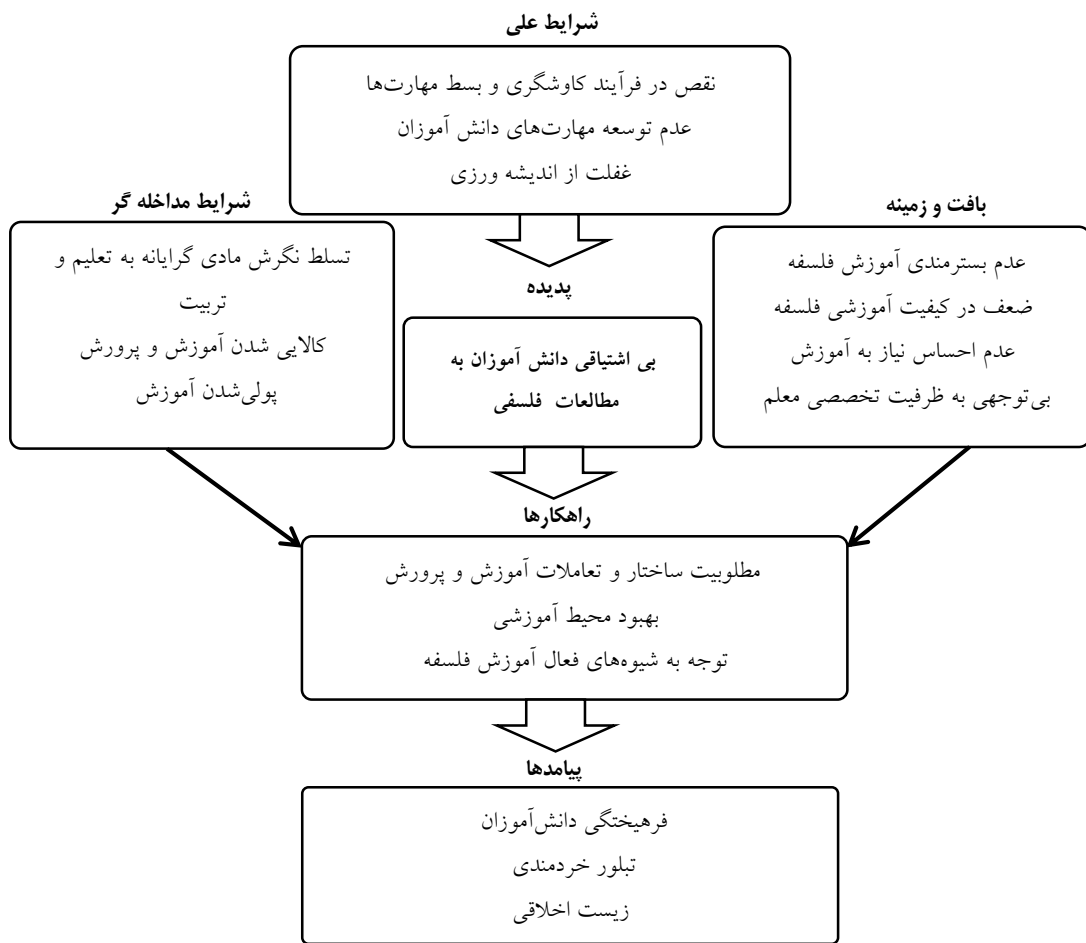 شرایط علی
نقص در فرآیند کاوشگری و بسط مهارت‌ها
عدم توسعه مهارت‌های دانش آموزان
غفلت از اندیشه ورزی
بافت و زمینه
عدم بسترمندی آموزش فلسفه
ضعف در کیفیت آموزشی فلسفه
عدم احساس نیاز به آموزش
بی‌توجهی به ظرفیت تخصصی معلم
شرایط مداخله گر
تسلط نگرش مادی گرایانه به تعلیم و
تربیت
کالایی شدن آموزش و پرورش
پولی‌شدن آموزش
پدیده
بی اشتیاقی دانش آموزان به
مطالعات فلسفی
راهکارها
مطلوبیت ساختار و تعاملات آموزش و پرورش
بهبود محیط آموزشی
توجه به شیوه‌های فعال آموزش فلسفه
پیامدها
فرهیختگی دانش‌آموزان
تبلور خردمندی
زیست اخلاقی